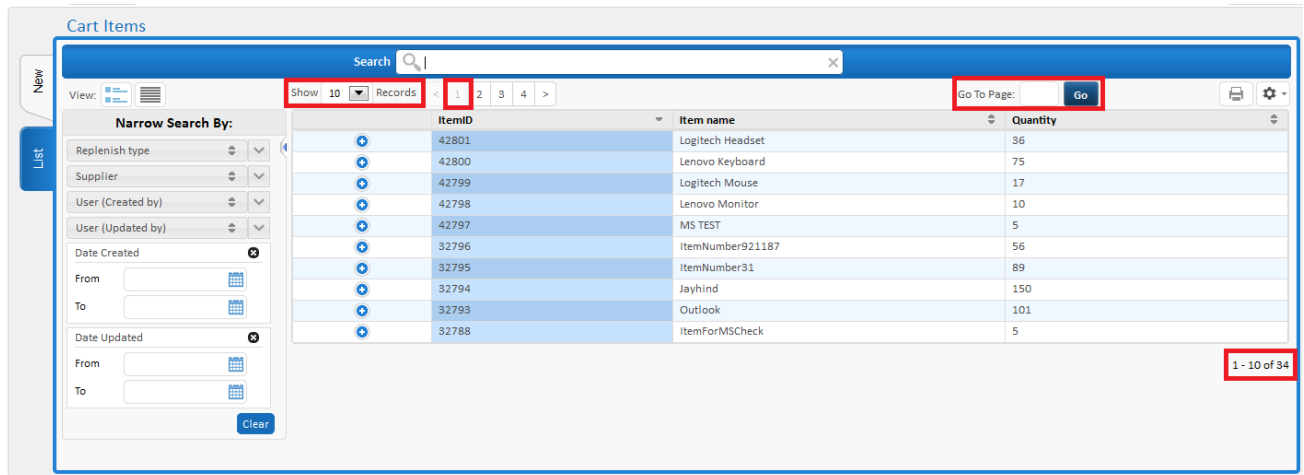 Cart Items
Search
New
View:
Show 10 Records < 1 2 3 4 >
Go To Page: Go
List
Narrow Search By:
Replenish type
Supplier
User (Created by)
User (Updated by)
Date Created
From
To
Date Updated
From
To
Clear
ItemID Item name Quantity
42801 Logitech Headset 36
42800 Lenovo Keyboard 75
42799 Logitech Mouse 17
42798 Lenovo Monitor 10
42797 MS TEST 5
32796 ItemNumber921187 56
32795 ItemNumber31 89
32794 Jayhind 150
32793 Outlook 101
32788 ItemForMSCheck 5
1 - 10 of 34